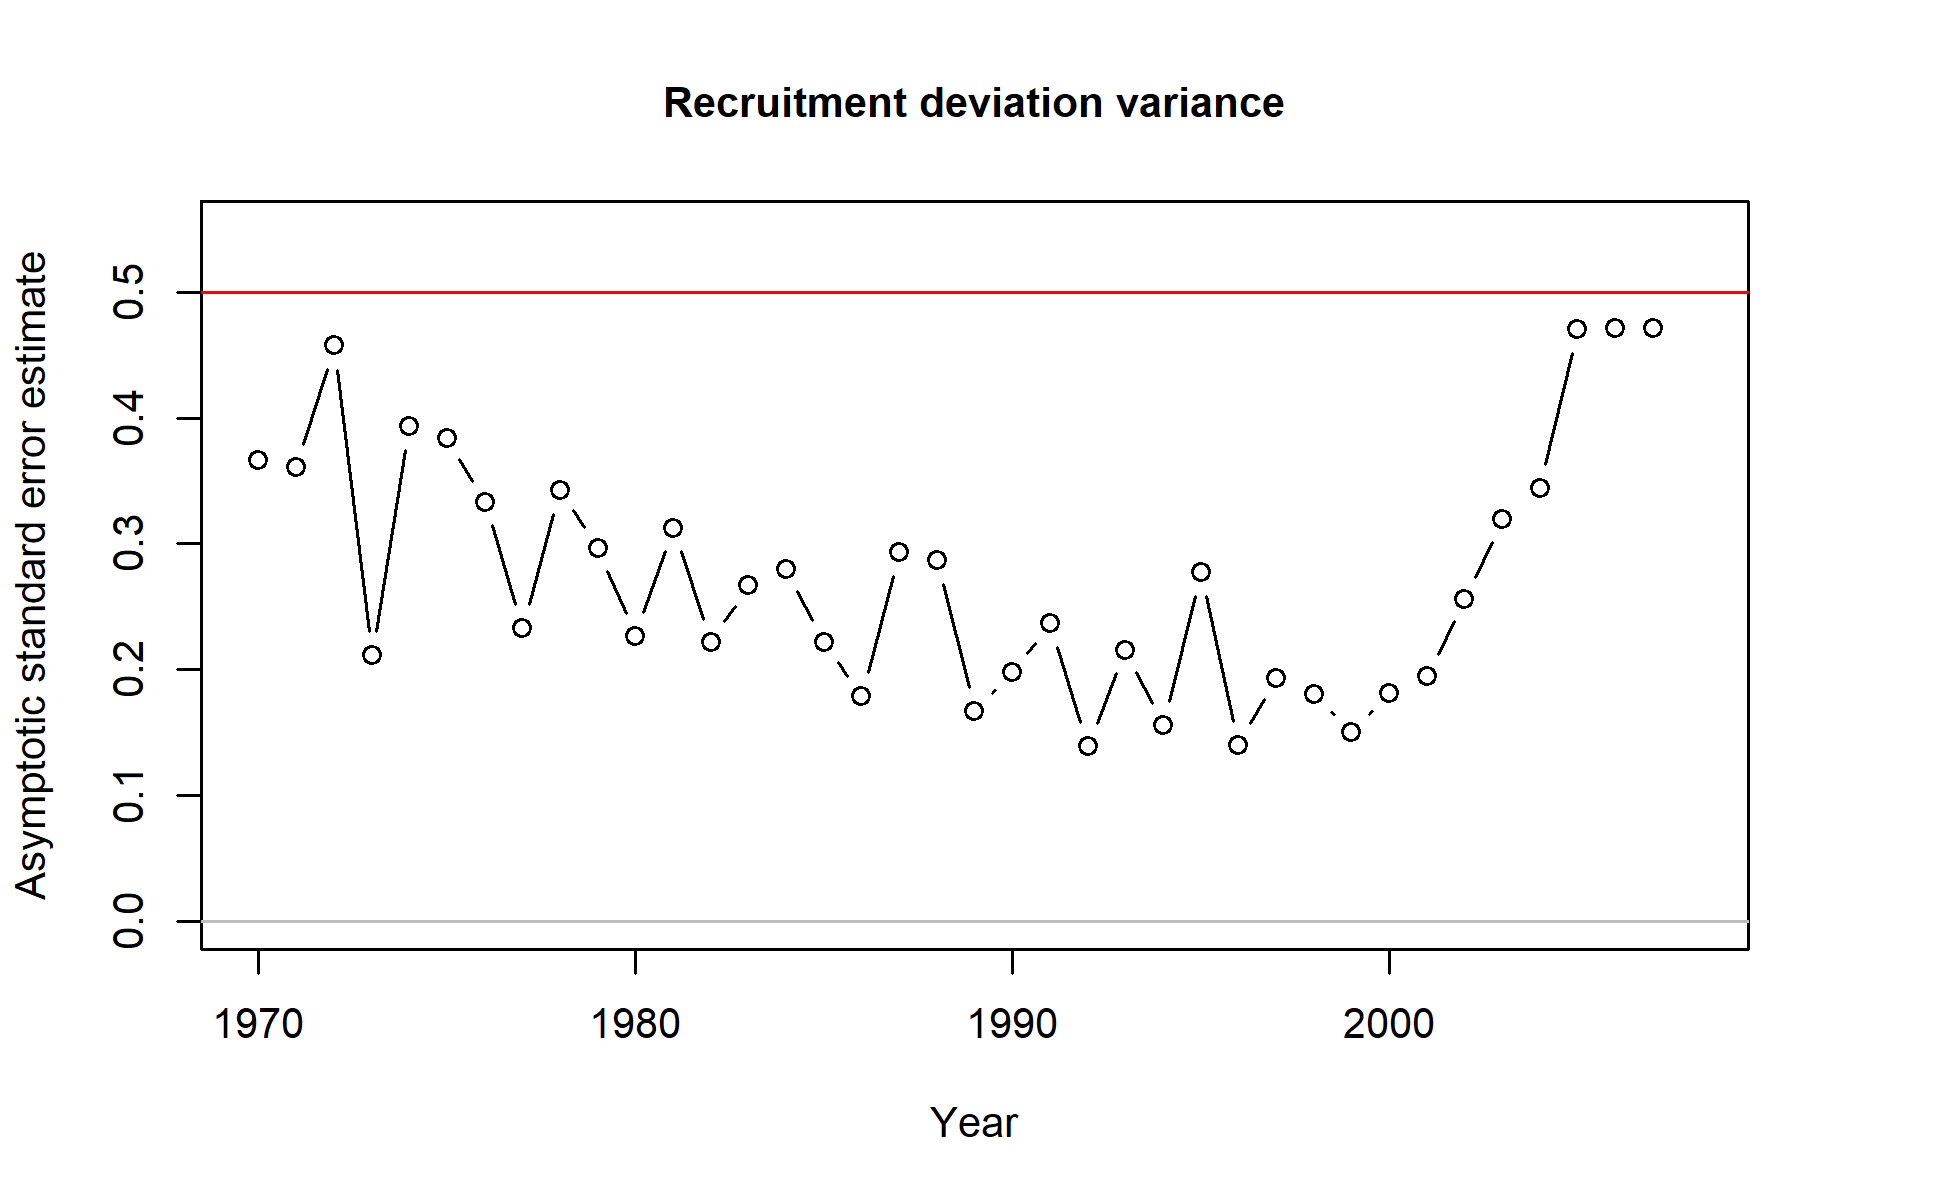 Recruitment deviation variance
Asymptotic standard error estimate
0.5
0.4
0.3
0.2
0.1
0.0
1970 1980 1990 2000
Year